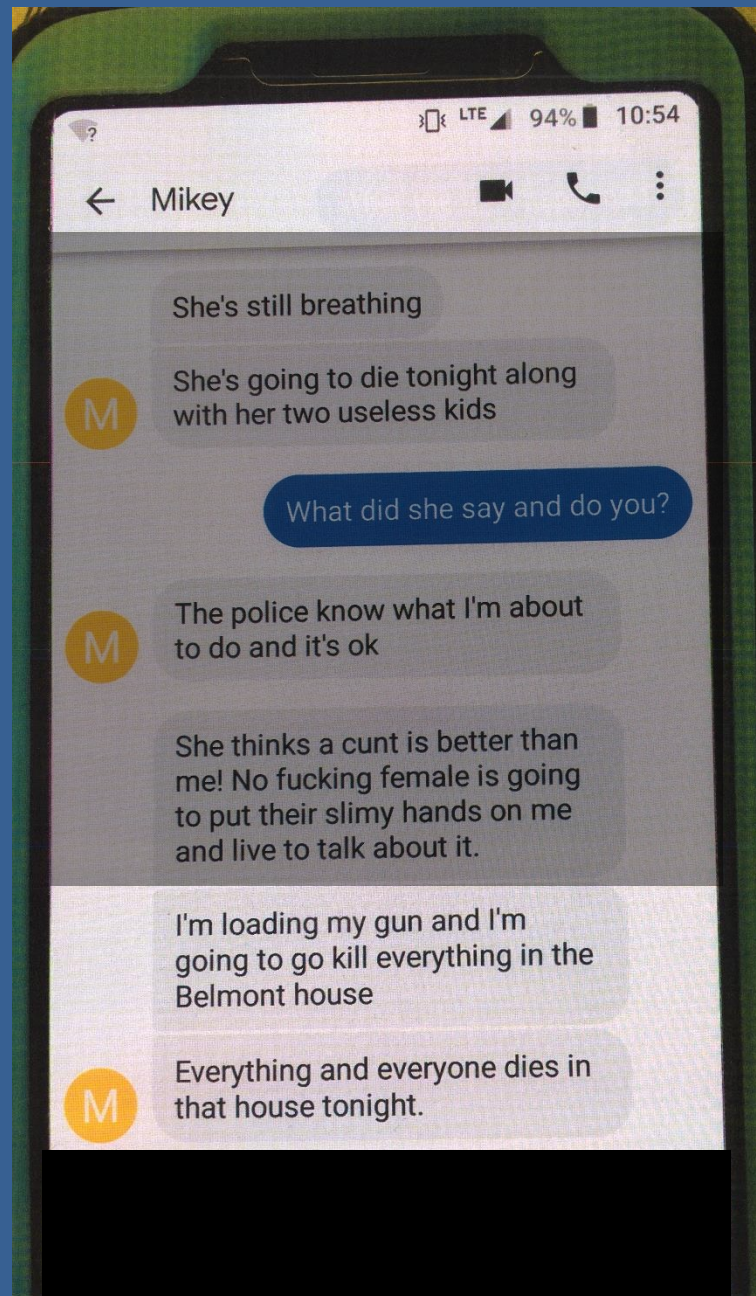 ?
LTE 94% 10:54
Mikey
She's still breathing
She's going to die tonight along
with her two useless kids
M
What did she say and do you?
The police know what I'm about
to do and it's ok
M
She thinks a cunt is better than
me! No fucking female is going
to put their slimy hands on me
and live to talk about it.
I'm loading my gun and I'm
going to go kill everything in the
Belmont house
Everything and everyone dies in
that house tonight.
M